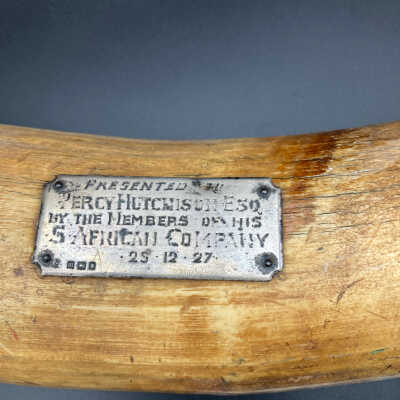 PRESENTED TO
PERCY HUTCHISON ESQ
BY THE MEMBERS OF HIS
S AFRICAN COMPANY
· 25 · 12 · 27 ·